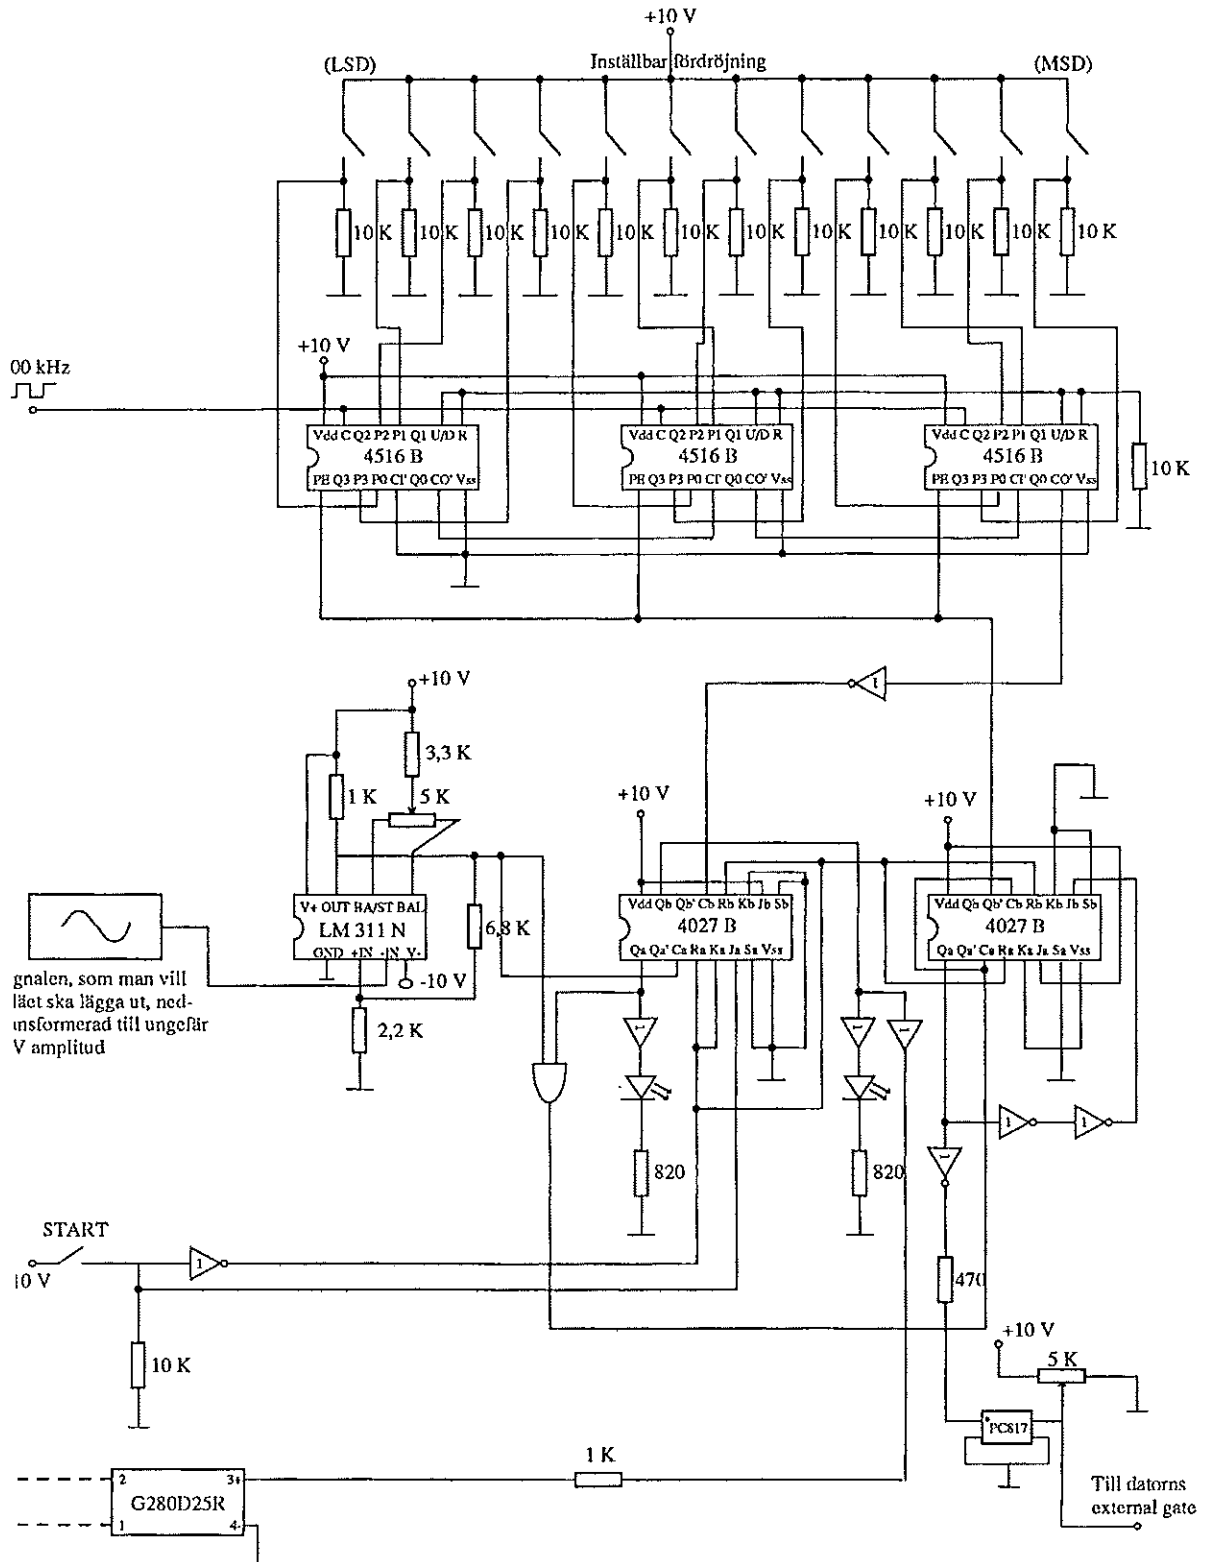 +10 V
(LSD)
Inställbar fördröjning
(MSD)
10 K
10 K
10 K
10 K
10 K
10 K
10 K
10 K
10 K
10 K
10 K
10 K
+10 V
00 kHz
Vdd C Q2 P2 P1 Q1 U/D R
4516 B
PE Q3 P3 P0 CI' Q0 CO' Vss
Vdd C Q2 P2 P1 Q1 U/D R
4516 B
PE Q3 P3 P0 CI' Q0 CO' Vss
Vdd C Q2 P2 P1 Q1 U/D R
4516 B
PE Q3 P3 P0 CI' Q0 CO' Vss
10 K
1
+10 V
3,3 K
1 K
5 K
+10 V
+10 V
V+ OUT BA/ST BAL
LM 311 N
GND +IN -IN V-
6,8 K
-10 V
2,2 K
Vdd Qb Qb' Cb Rb Kb Jb Sb
4027 B
Qa Qa' Ca Ra Ka Ja Sa Vss
Vdd Qb Qb' Cb Rb Kb Jb Sb
4027 B
Qa Qa' Ca Ra Ka Ja Sa Vss
gnalen, som man vill
läet ska lägga ut, ned-
nsformerad till ungefär
V amplitud
1
1
1
1
1
1
820
820
START
10 V
1
470
10 K
+10 V
5 K
PC817
1 K
2
3+
G280D25R
1
4-
Till datorns
external gate